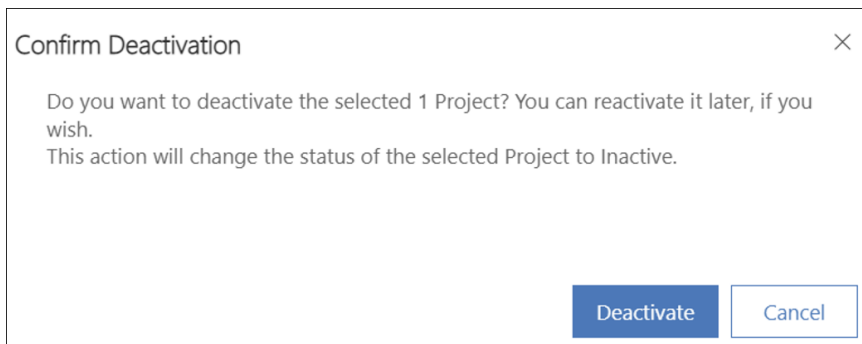 Confirm Deactivation
Do you want to deactivate the selected 1 Project? You can reactivate it later, if you
wish.
This action will change the status of the selected Project to Inactive.
Deactivate
Cancel